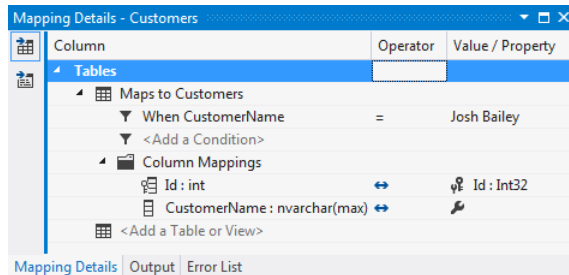 Mapping Details - Customers
Column Operator Value / Property
Tables
Maps to Customers
When CustomerName = Josh Bailey
<Add a Condition>
Column Mappings
Id : int Id : Int32
CustomerName : nvarchar(max)
<Add a Table or View>
Mapping Details Output Error List